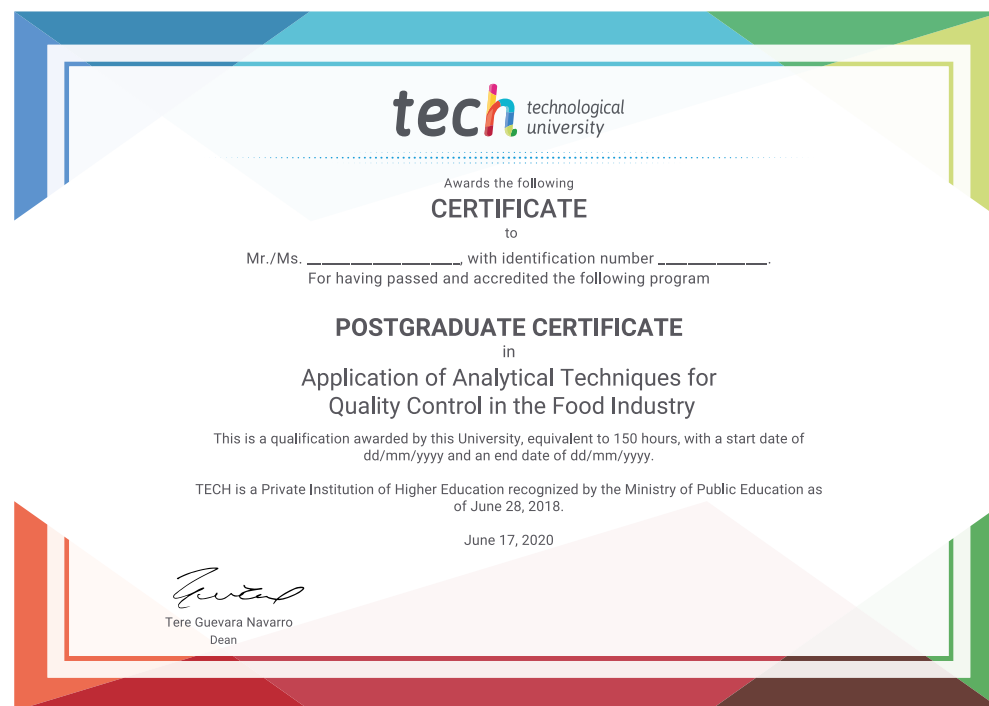 tech technological
university
Awards the following
CERTIFICATE
to
Mr./Ms. ____________________, with identification number ______________.
For having passed and accredited the following program
POSTGRADUATE CERTIFICATE
in
Application of Analytical Techniques for
Quality Control in the Food Industry
This is a qualification awarded by this University, equivalent to 150 hours, with a start date of
dd/mm/yyyy and an end date of dd/mm/yyyy.
TECH is a Private Institution of Higher Education recognized by the Ministry of Public Education as
of June 28, 2018.
June 17, 2020
Tere Guevara Navarro
Dean